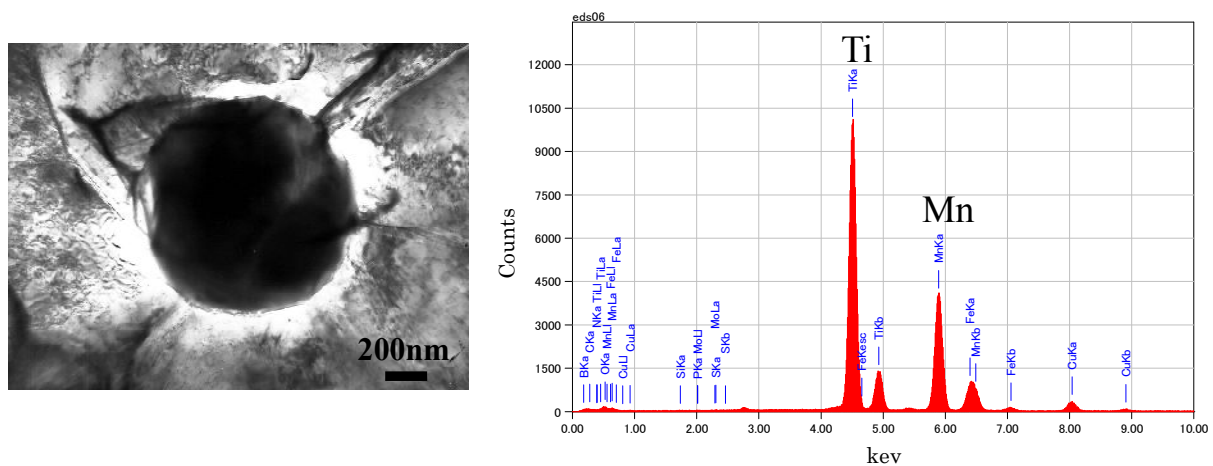 200nm
eds06
Ti
Mn
Counts
12000
10500
9000
7500
6000
4500
3000
1500
0
BKa
CKa
NKa TiLl TiLa
OKa MnLl MnLa FeLl FeLa
CuLl
CuLa
SiKa
PKa MoLl
SKa MoLa
SKb
TiKa
FeKesc
TiKb
MnKa
FeKa
MnKb
FeKb
CuKa
CuKb
0.00 1.00 2.00 3.00 4.00 5.00 6.00 7.00 8.00 9.00 10.00
kev